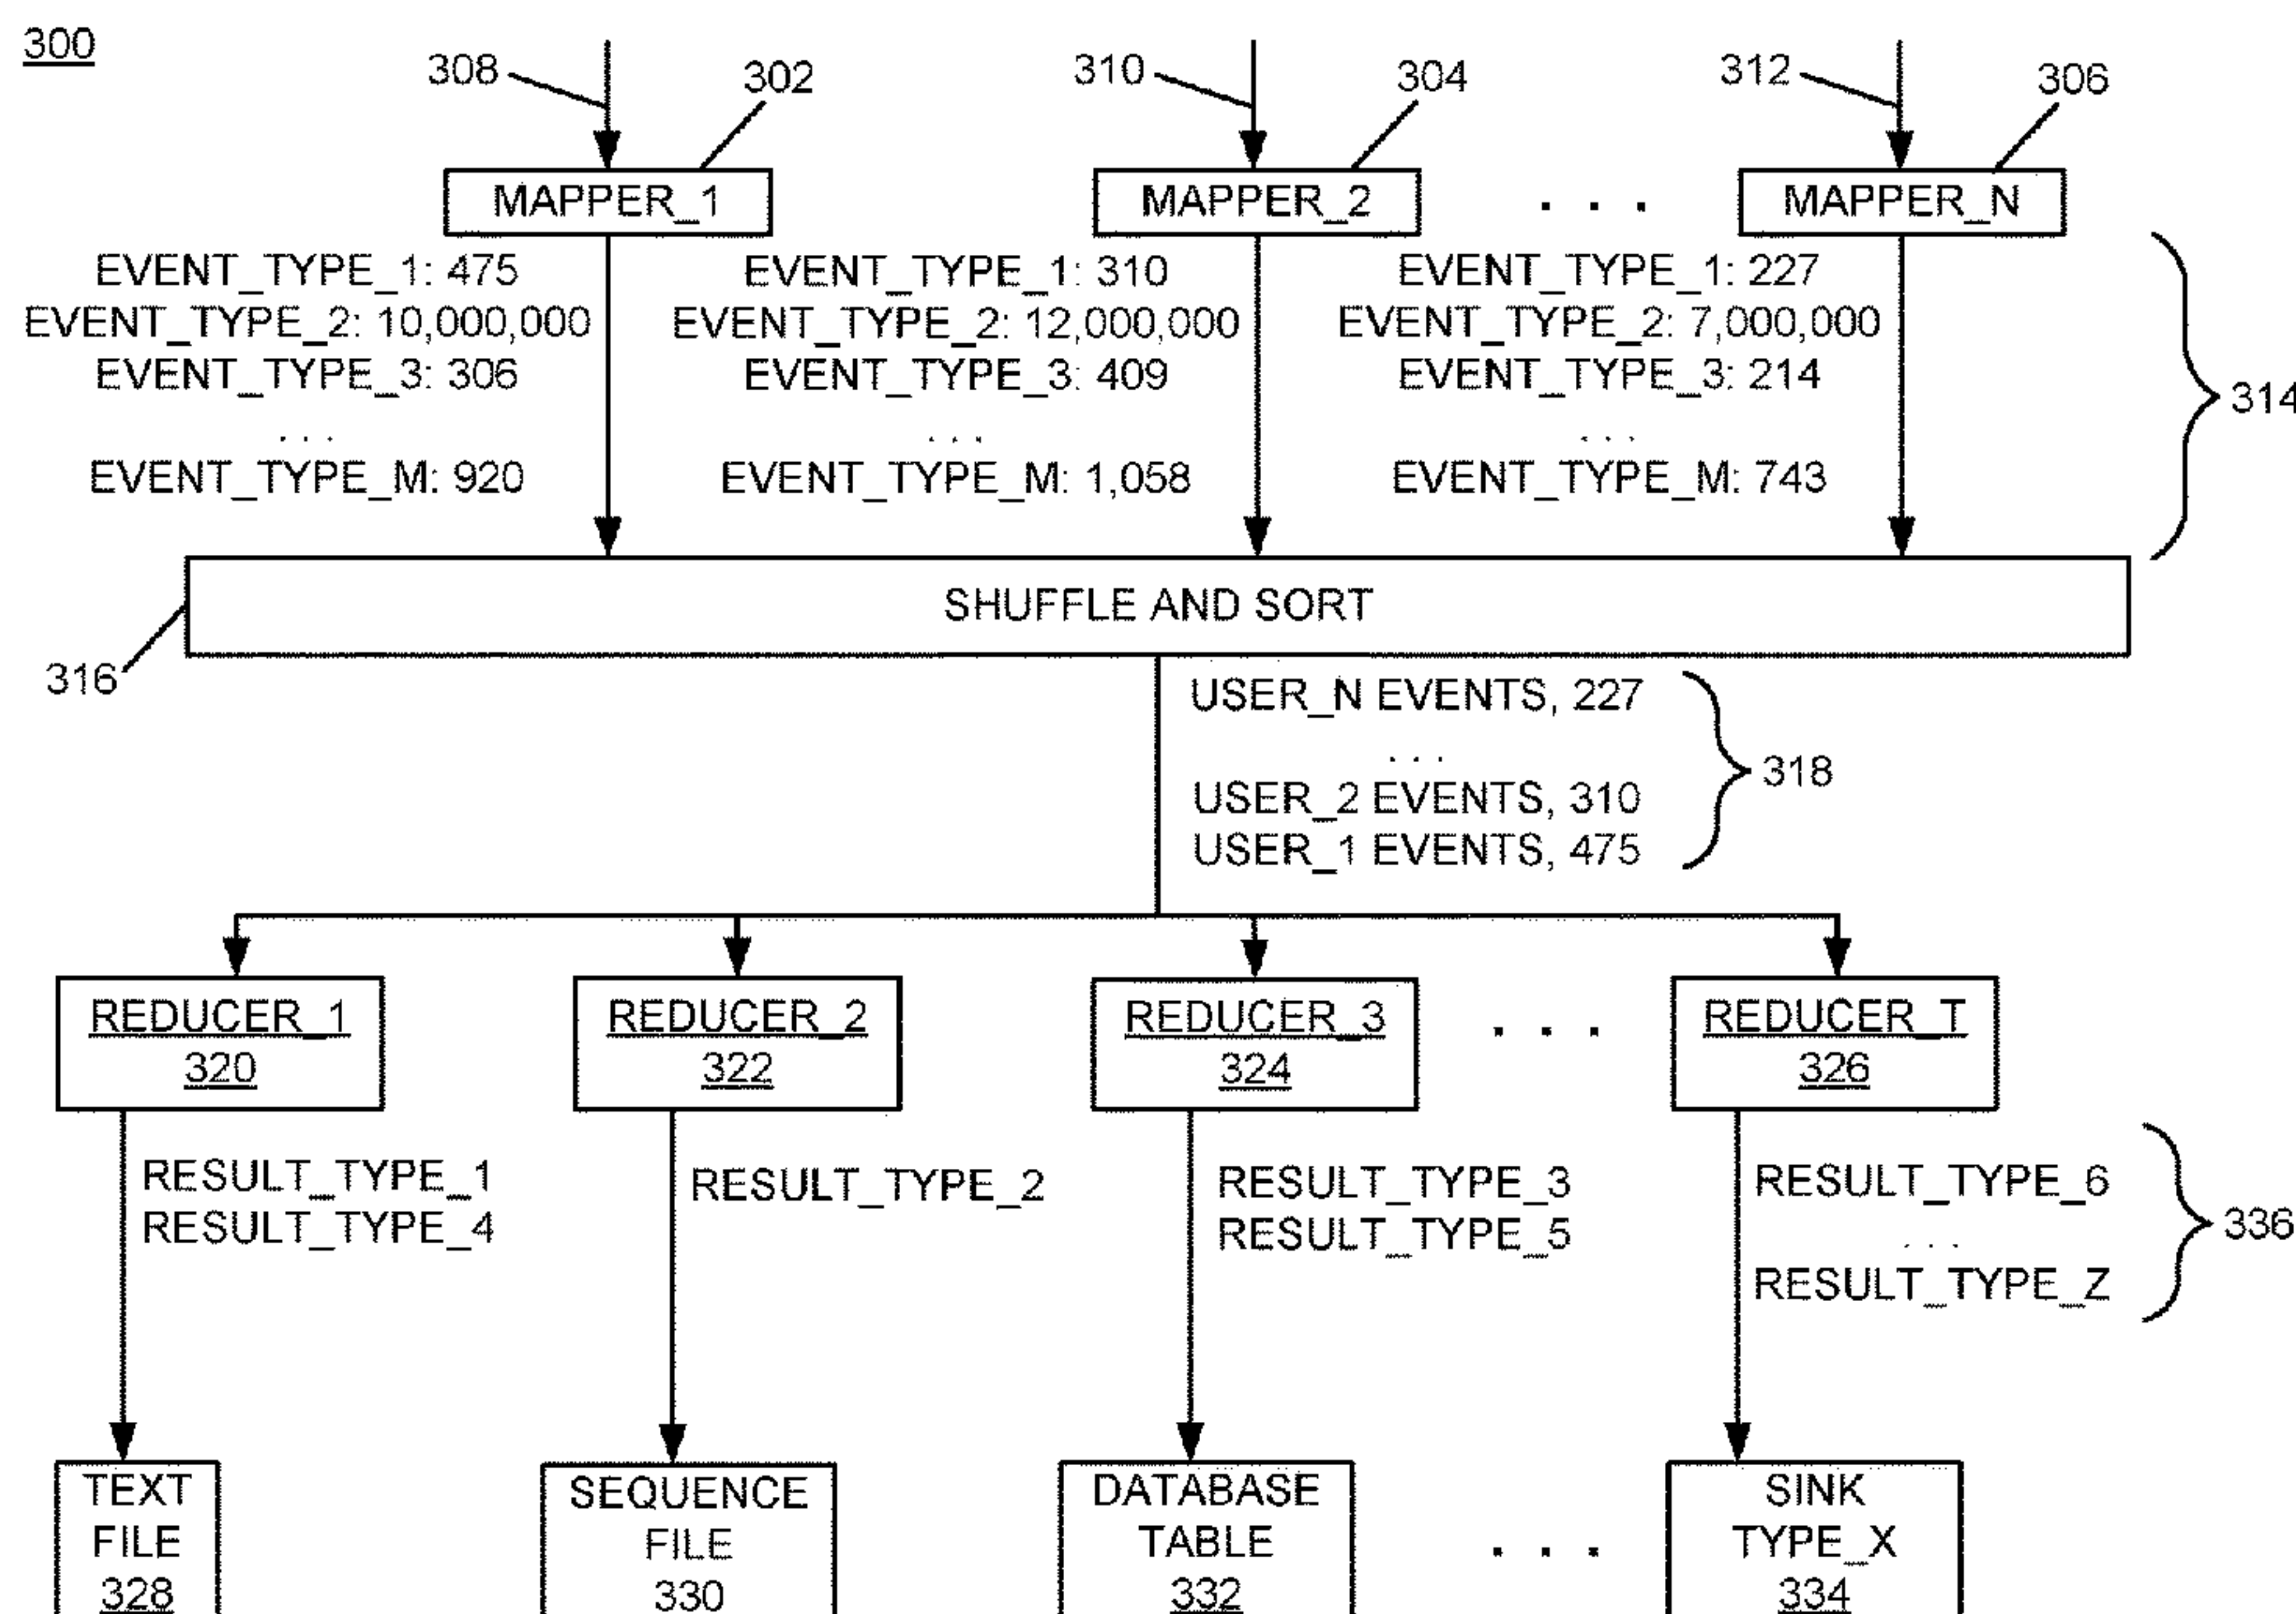 300
308
302
310
304
312
306
MAPPER_1
MAPPER_2
. . .
MAPPER_N
EVENT_TYPE_1: 475
EVENT_TYPE_2: 10,000,000
EVENT_TYPE_3: 306
. . .
EVENT_TYPE_M: 920
EVENT_TYPE_1: 310
EVENT_TYPE_2: 12,000,000
EVENT_TYPE_3: 409
. . .
EVENT_TYPE_M: 1,058
EVENT_TYPE_1: 227
EVENT_TYPE_2: 7,000,000
EVENT_TYPE_3: 214
. . .
EVENT_TYPE_M: 743
314
SHUFFLE AND SORT
316
USER_N EVENTS, 227
. . .
USER_2 EVENTS, 310
USER_1 EVENTS, 475
318
REDUCER_1
320
REDUCER_2
322
REDUCER_3
324
. . .
REDUCER_T
326
RESULT_TYPE_1
RESULT_TYPE_4
RESULT_TYPE_2
RESULT_TYPE_3
RESULT_TYPE_5
RESULT_TYPE_6
. . .
RESULT_TYPE_Z
336
TEXT
FILE
328
SEQUENCE
FILE
330
DATABASE
TABLE
332
. . .
SINK
TYPE_X
334